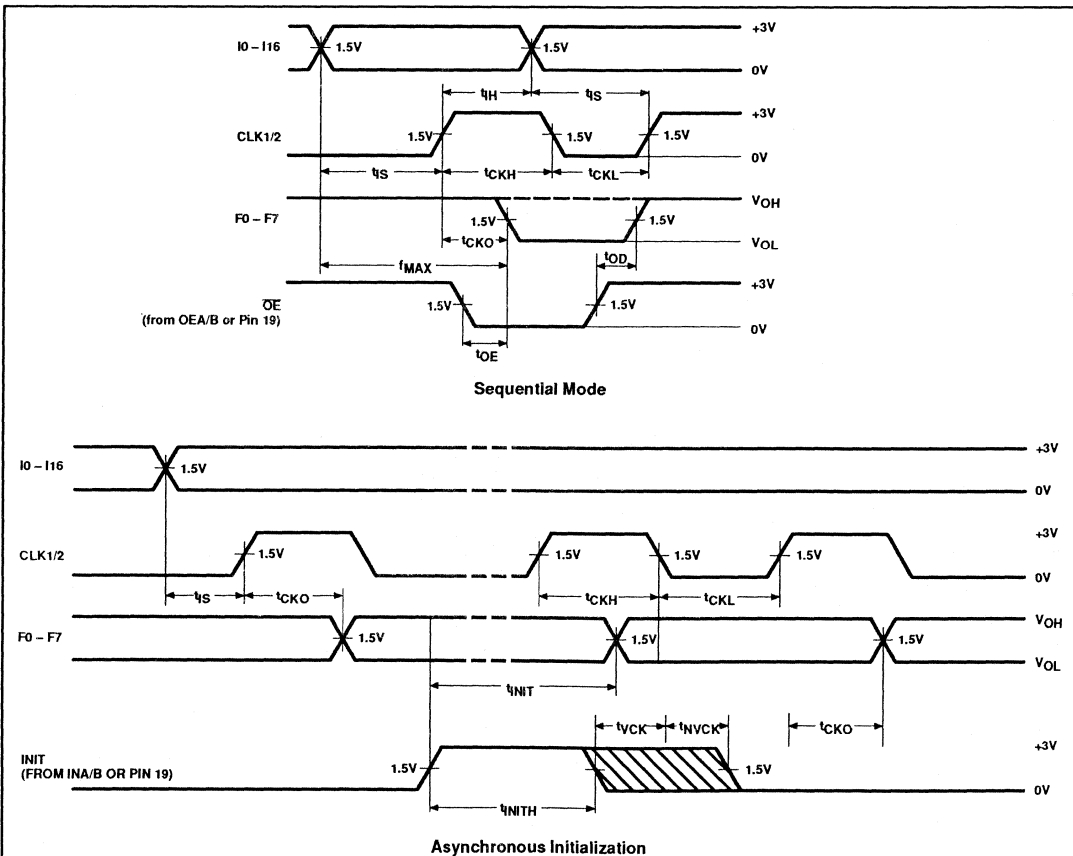 I0 – I16
1.5V
1.5V
+3V
0V
tIH
tIS
CLK1/2
1.5V
1.5V
1.5V
+3V
0V
tIS
tCKH
tCKL
F0 – F7
1.5V
1.5V
VOH
VOL
tCKO
tOD
fMAX
OE
(from OEA/B or Pin 19)
1.5V
1.5V
+3V
0V
tOE
Sequential Mode
I0 – I16
1.5V
+3V
0V
CLK1/2
1.5V
1.5V
1.5V
1.5V
+3V
0V
tIS
tCKO
tCKH
tCKL
F0 – F7
1.5V
1.5V
1.5V
VOH
VOL
tINIT
tVCK
tNVCK
tCKO
INIT
(FROM INA/B OR PIN 19)
1.5V
1.5V
+3V
0V
tINITH
Asynchronous Initialization